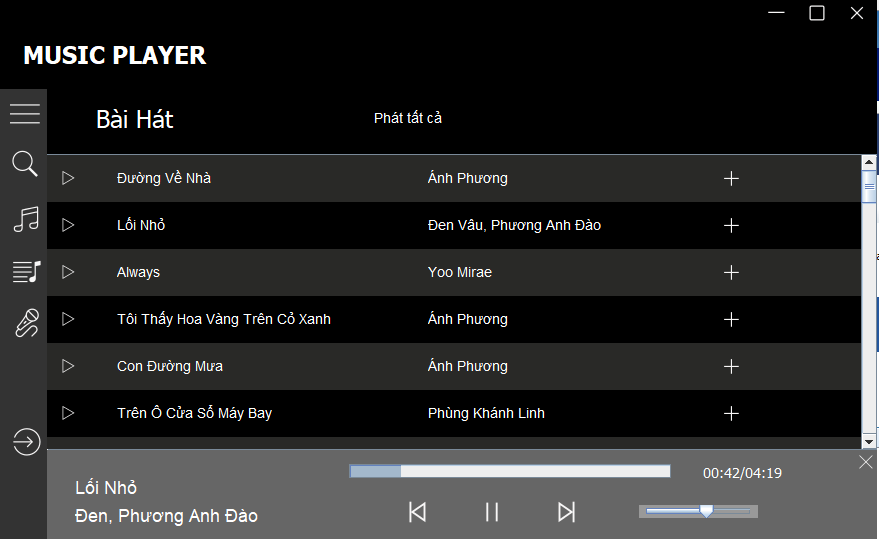 MUSIC PLAYER
Bài Hát Phát tất cả
Đường Về Nhà Ánh Phương
Lối Nhỏ Đen Vâu, Phương Anh Đào
Always Yoo Mirae
Tôi Thấy Hoa Vàng Trên Cỏ Xanh Ánh Phương
Con Đường Mưa Ánh Phương
Trên Ô Cửa Sổ Máy Bay Phùng Khánh Linh
00:42/04:19
Lối Nhỏ
Đen, Phương Anh Đào